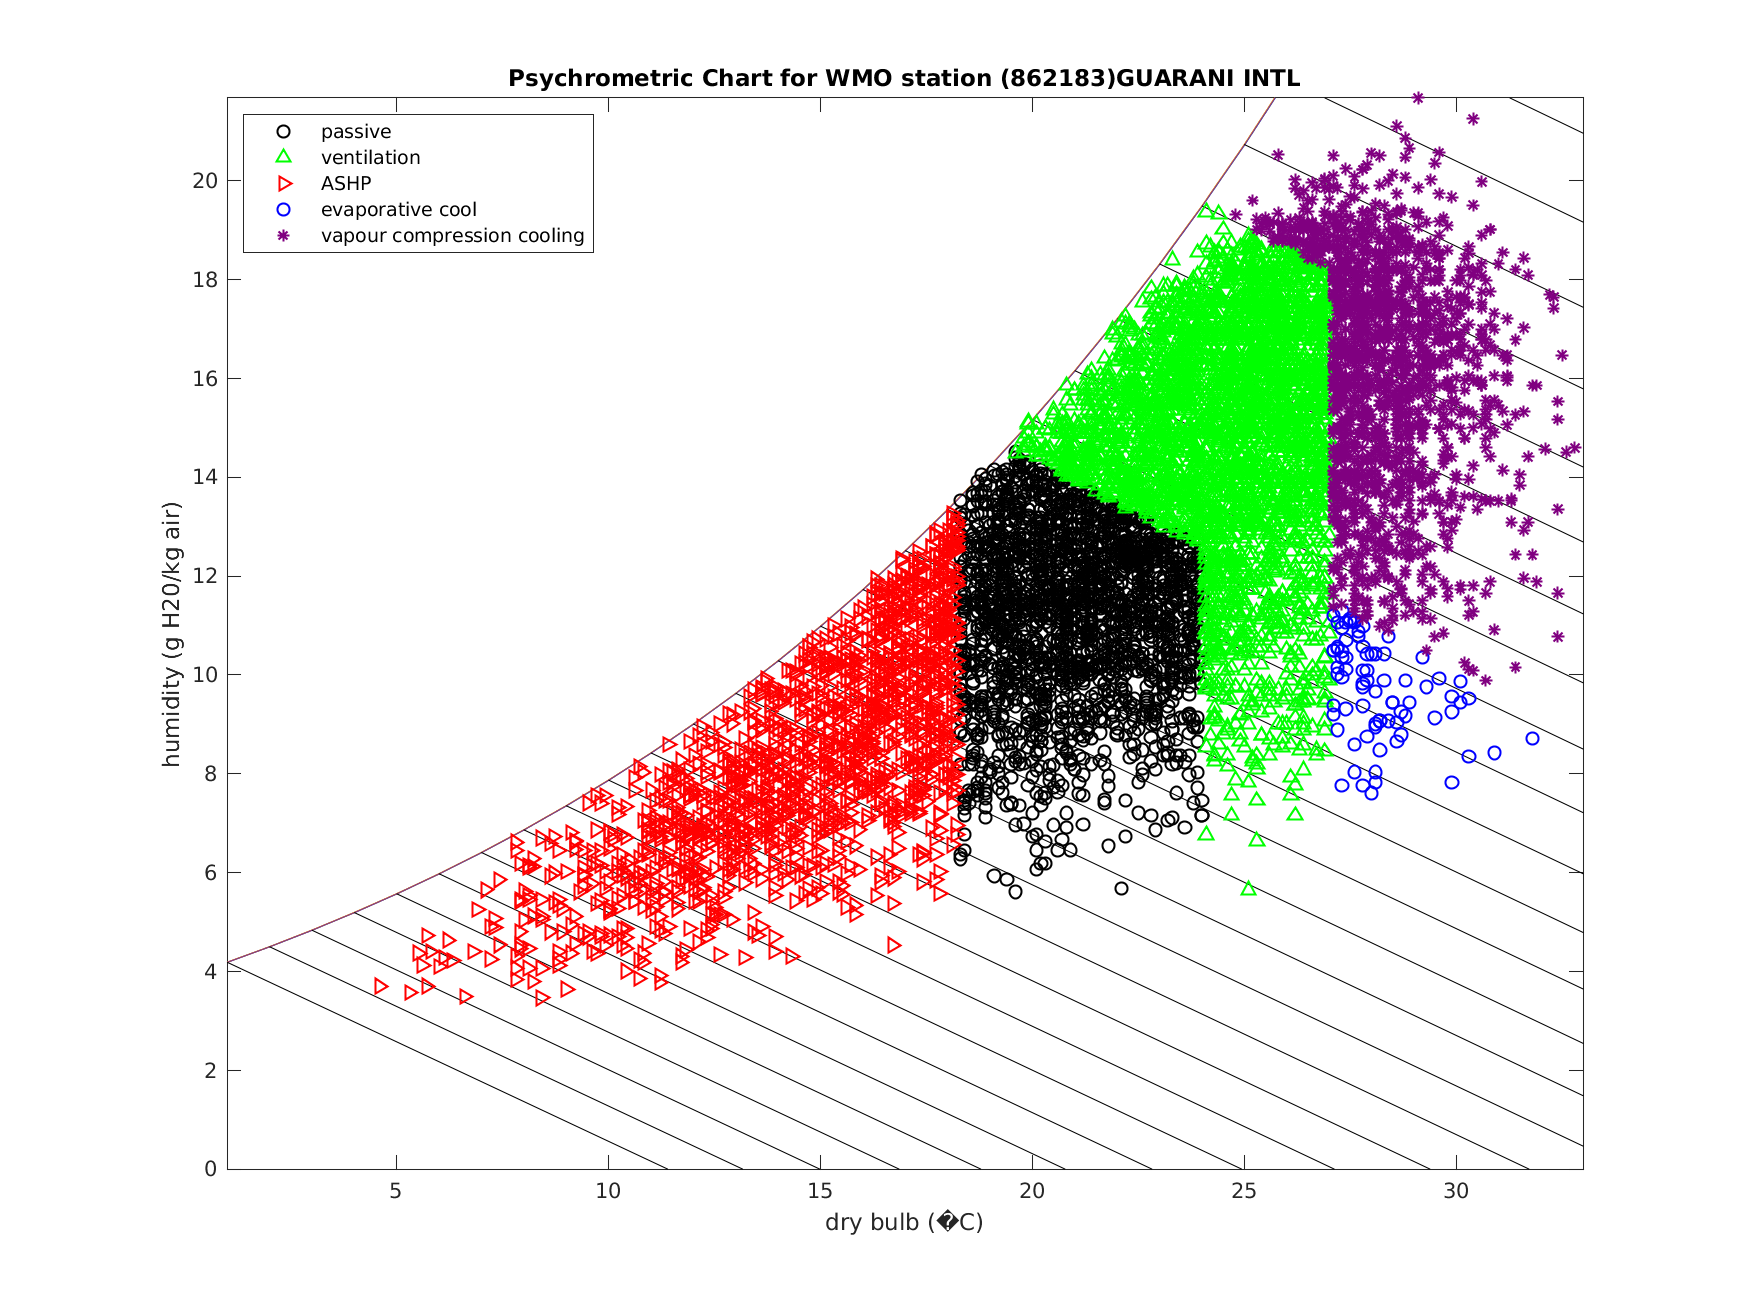 Psychrometric Chart for WMO station (862183)GUARANI INTL
passive
ventilation
ASHP
evaporative cool
vapour compression cooling
humidity (g H20/kg air)
20
18
16
14
12
10
8
6
4
2
0
5 10 15 20 25 30
dry bulb (�C)